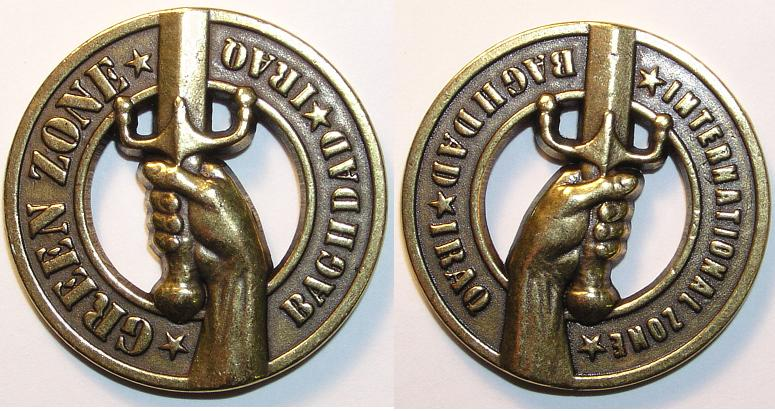 GREEN ZONE
BAGHDAD★IRAQ
BAGHDAD★IRAQ
INTERNATIONAL ZONE